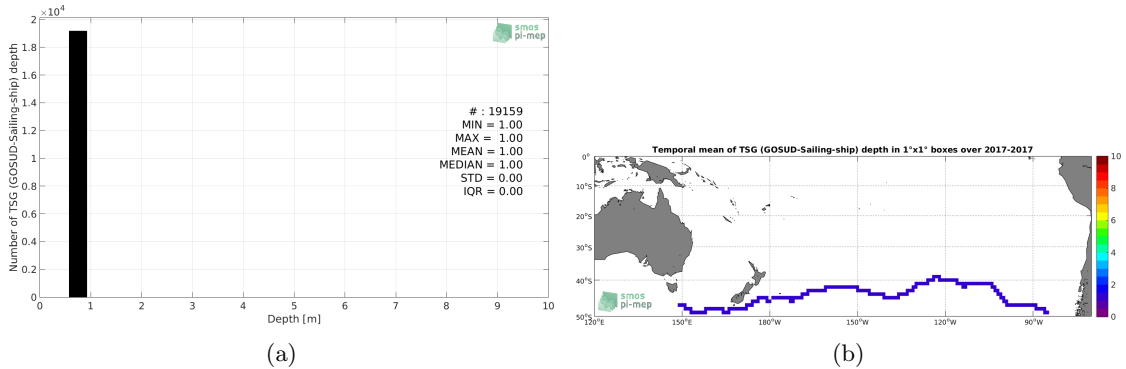 2
×10⁴
1.8
1.6
1.4
1.2
1
0.8
0.6
0.4
0.2
0
Number of TSG (GOSUD-Sailing-ship) depth
smos
pi-mep
# : 19159
MIN = 1.00
MAX = 1.00
MEAN = 1.00
MEDIAN = 1.00
STD = 0.00
IQR = 0.00
0 1 2 3 4 5 6 7 8 9 10
Depth [m]
(a)
Temporal mean of TSG (GOSUD-Sailing-ship) depth in 1°x1° boxes over 2017-2017
0°
10°S
20°S
30°S
40°S
50°S
smos
pi-mep
120°E 150°E 180°W 150°W 120°W 90°W
10
8
6
4
2
0
(b)